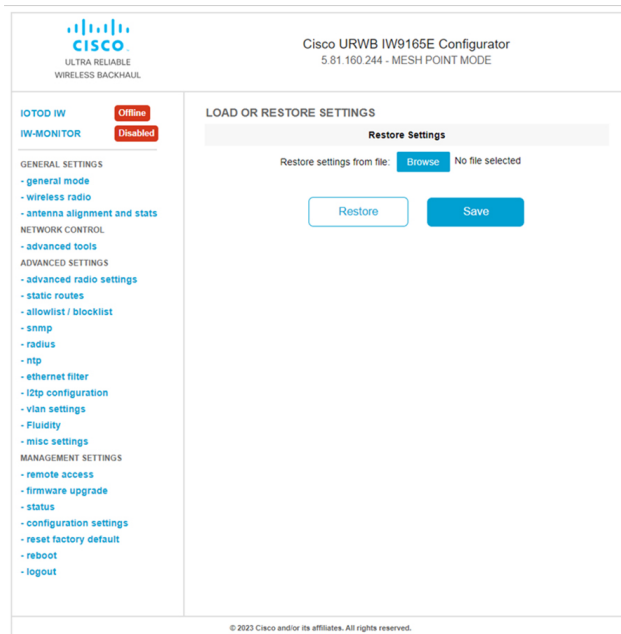 CISCO
ULTRA RELIABLE
WIRELESS BACKHAUL
Cisco URWB IW9165E Configurator
5.81.160.244 - MESH POINT MODE
IOTOD IW Offline
IW-MONITOR Disabled
GENERAL SETTINGS
- general mode
- wireless radio
- antenna alignment and stats
NETWORK CONTROL
- advanced tools
ADVANCED SETTINGS
- advanced radio settings
- static routes
- allowlist / blocklist
- snmp
- radius
- ntp
- ethernet filter
- l2tp configuration
- vlan settings
- Fluidity
- misc settings
MANAGEMENT SETTINGS
- remote access
- firmware upgrade
- status
- configuration settings
- reset factory default
- reboot
- logout
LOAD OR RESTORE SETTINGS
Restore Settings
Restore settings from file: Browse No file selected
Restore Save
© 2023 Cisco and/or its affiliates. All rights reserved.